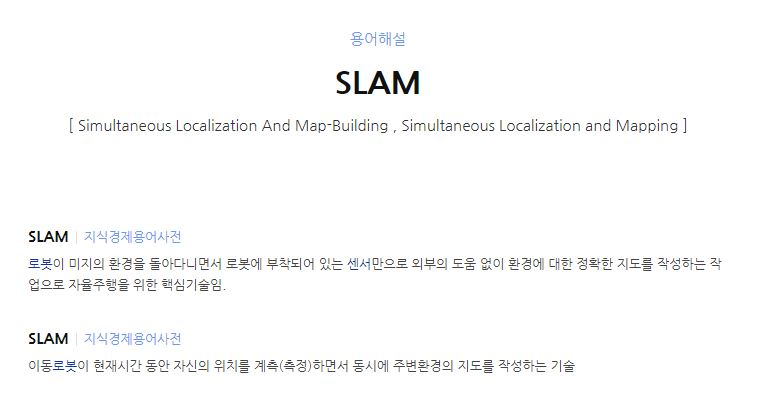 용어해설
SLAM
[ Simultaneous Localization And Map-Building , Simultaneous Localization and Mapping ]
SLAM | 지식경제용어사전
로봇이 미지의 환경을 돌아다니면서 로봇에 부착되어 있는 센서만으로 외부의 도움 없이 환경에 대한 정확한 지도를 작성하는 작
업으로 자율주행을 위한 핵심기술임.
SLAM | 지식경제용어사전
이동로봇이 현재시간 동안 자신의 위치를 계측(측정)하면서 동시에 주변환경의 지도를 작성하는 기술